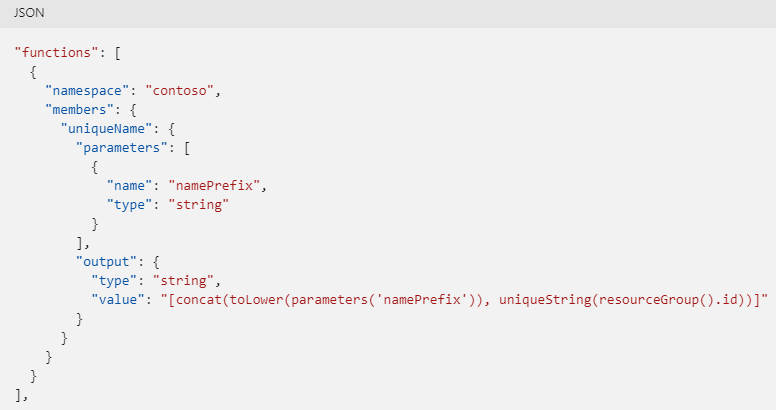 JSON
"functions": [
  {
    "namespace": "contoso",
    "members": {
      "uniqueName": {
        "parameters": [
          {
            "name": "namePrefix",
            "type": "string"
          }
        ],
        "output": {
          "type": "string",
          "value": "[concat(toLower(parameters('namePrefix')), uniqueString(resourceGroup().id))]"
        }
      }
    }
  }
],